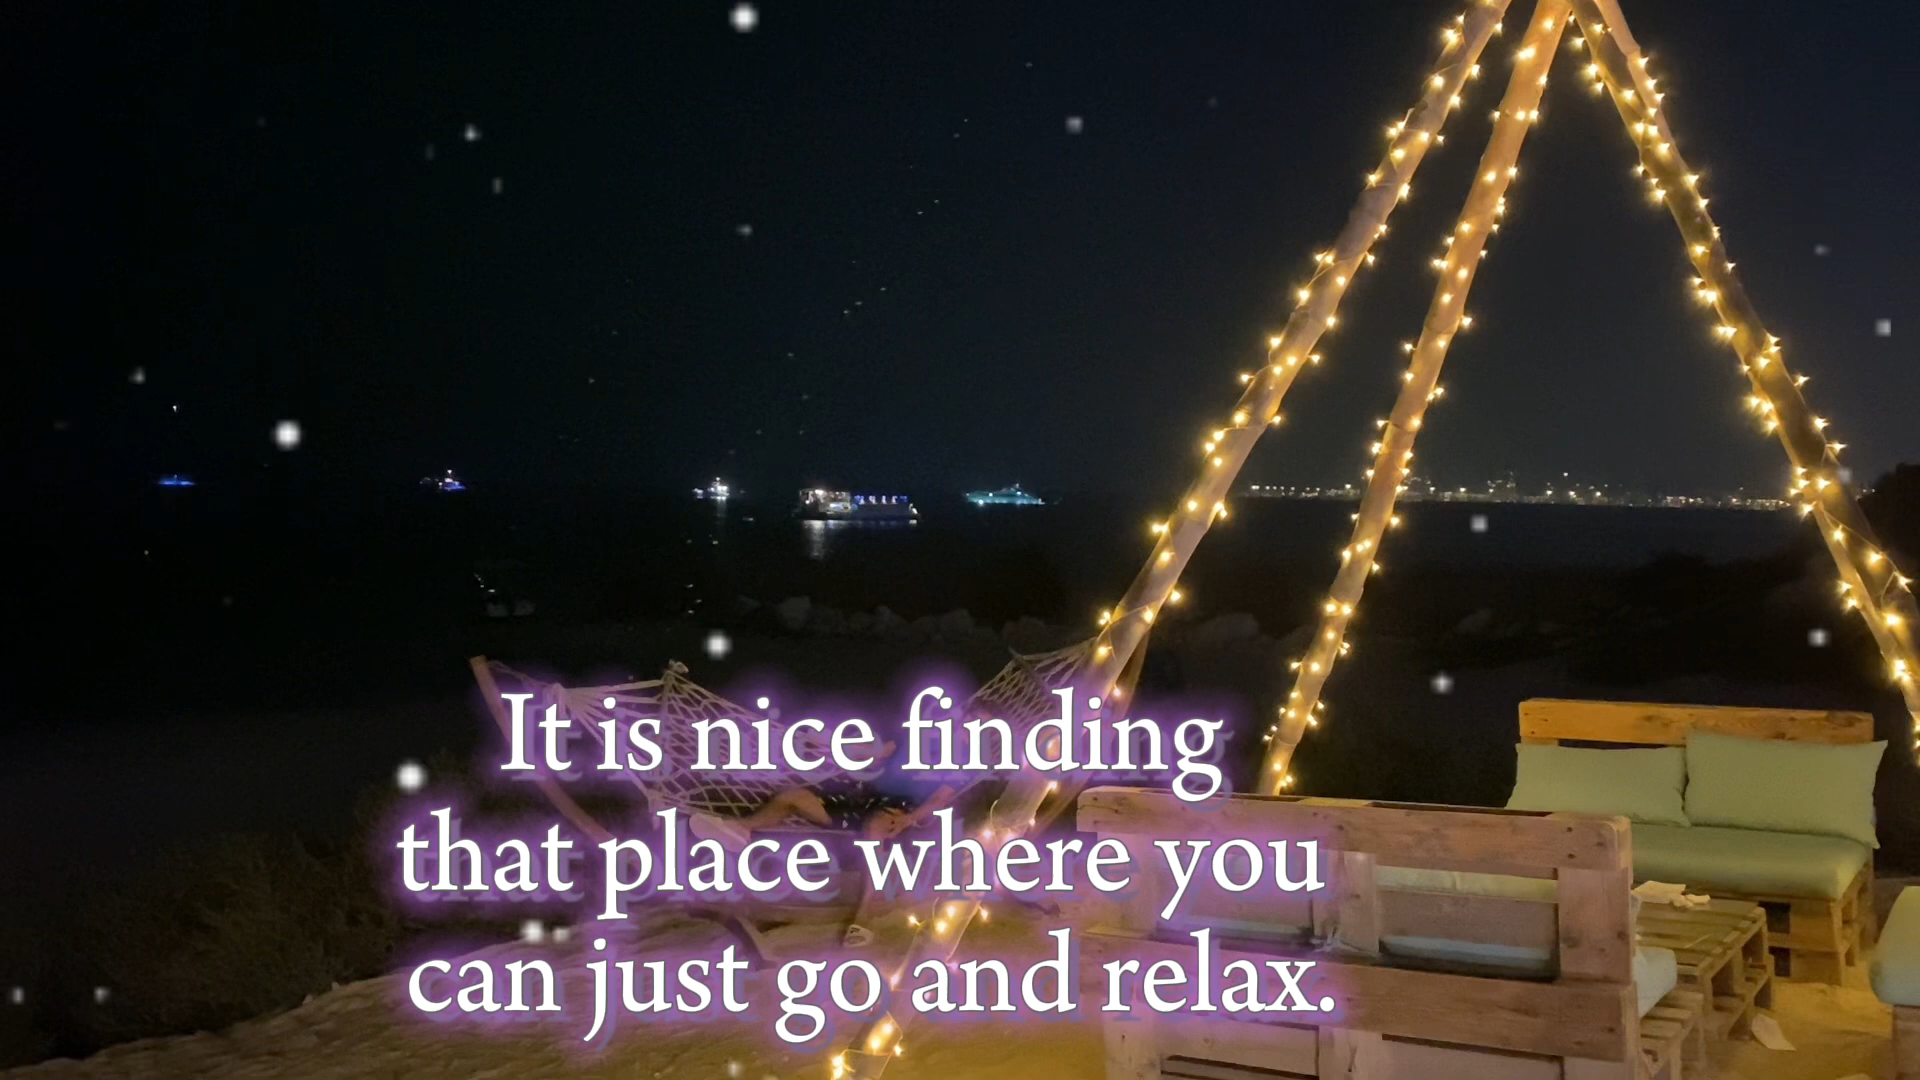 It is nice finding
that place where you
can just go and relax.